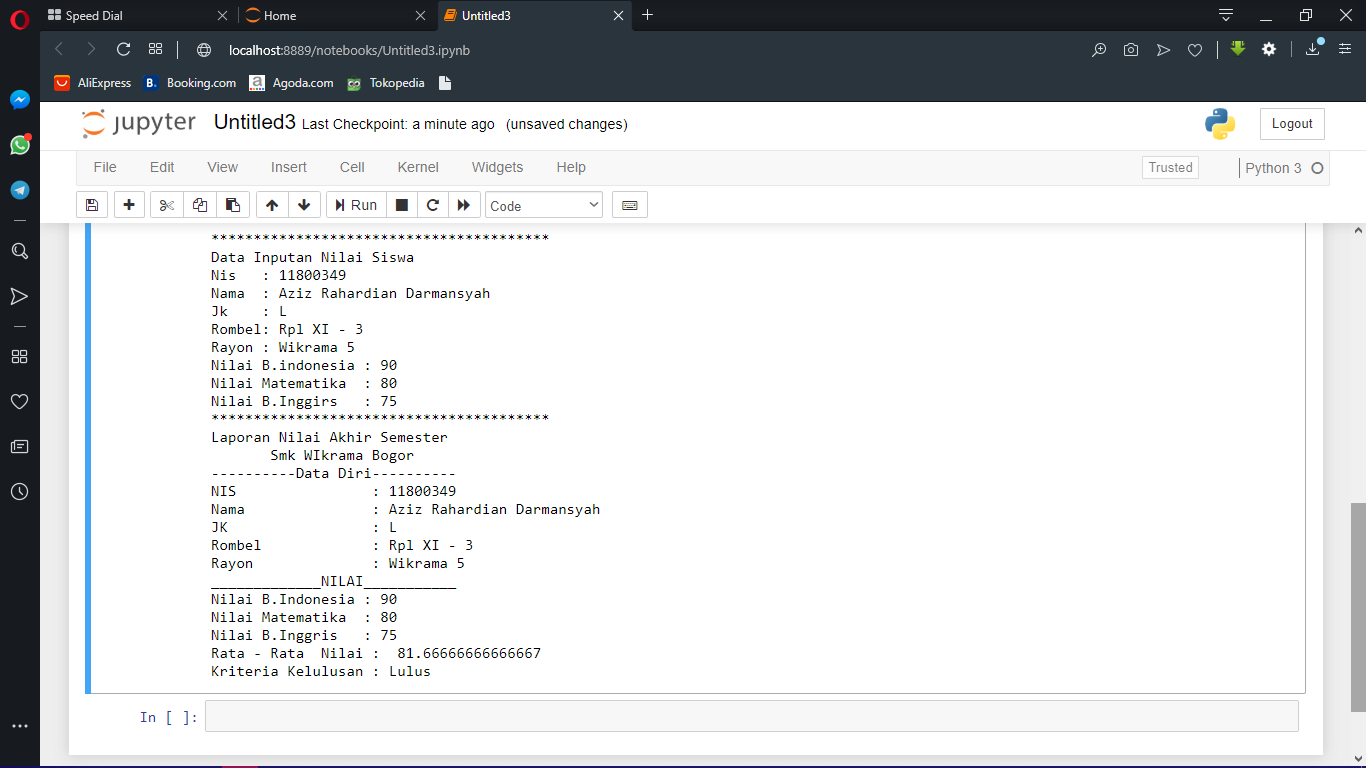 Speed Dial
Home
Untitled3
localhost:8889/notebooks/Untitled3.ipynb
AliExpress
B. Booking.com
a Agoda.com
Tokopedia
jupyter Untitled3 Last Checkpoint: a minute ago (unsaved changes)
Logout
File Edit View Insert Cell Kernel Widgets Help
Trusted
Python 3
Run
Code
****************************************
Data Inputan Nilai Siswa
Nis   : 11800349
Nama  : Aziz Rahardian Darmansyah
Jk    : L
Rombel: Rpl XI - 3
Rayon : Wikrama 5
Nilai B.indonesia : 90
Nilai Matematika  : 80
Nilai B.Inggirs   : 75
****************************************
Laporan Nilai Akhir Semester
       Smk WIkrama Bogor
----------Data Diri----------
NIS                : 11800349
Nama               : Aziz Rahardian Darmansyah
JK                 : L
Rombel             : Rpl XI - 3
Rayon              : Wikrama 5
_____________NILAI___________
Nilai B.Indonesia : 90
Nilai Matematika  : 80
Nilai B.Inggris   : 75
Rata - Rata  Nilai :  81.66666666666667
Kriteria Kelulusan : Lulus
In [ ]: